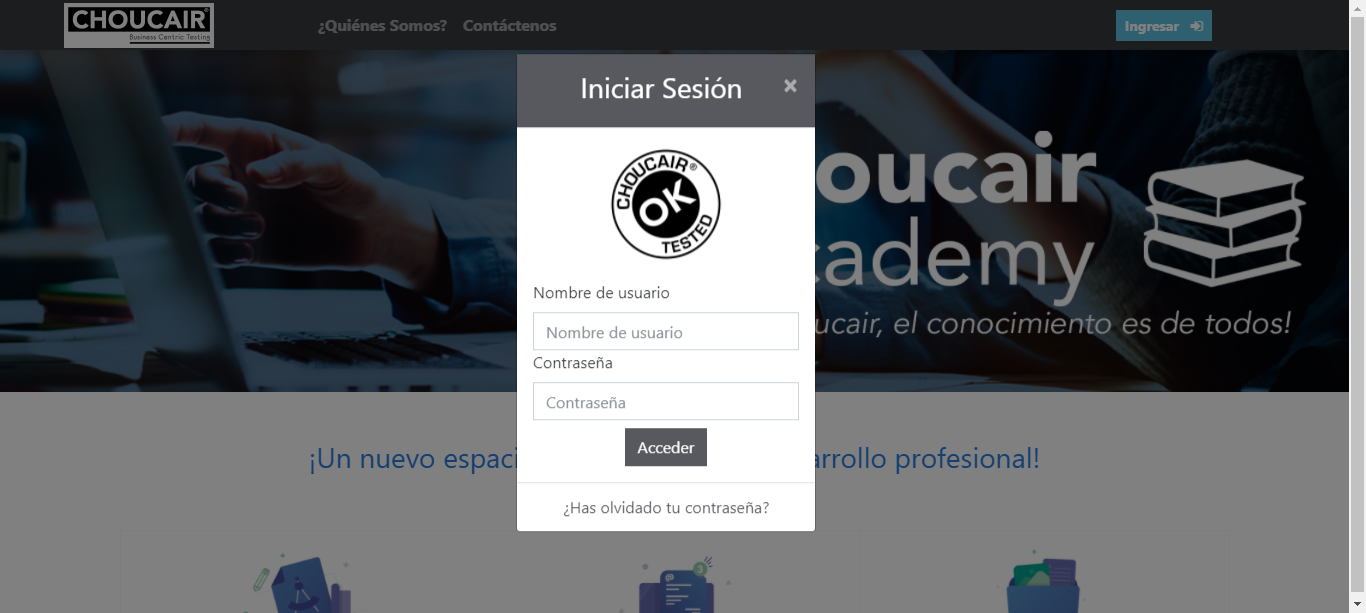 CHOUCAIR®
Business Centric Testing
¿Quiénes Somos?
Contáctenos
Ingresar
Iniciar Sesión
×
CHOUCAIR®
OK
TESTED
oucair
cademy
ucair, el conocimiento es de todos!
Nombre de usuario
Nombre de usuario
Contraseña
Contraseña
Acceder
¿Has olvidado tu contraseña?
¡Un nuevo espaci
arrollo profesional!
3